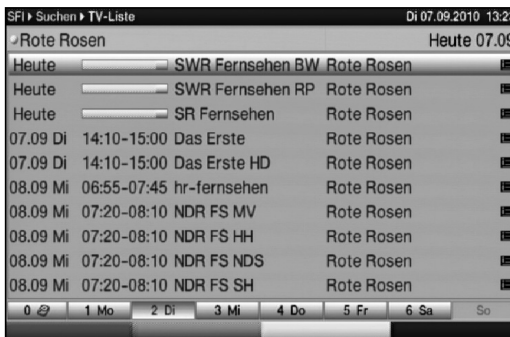 SFI ▸ Suchen ▸ TV-Liste Di 07.09.2010 13:23
Rote Rosen Heute 07.09
Heute SWR Fernsehen BW Rote Rosen
Heute SWR Fernsehen RP Rote Rosen
Heute SR Fernsehen Rote Rosen
07.09 Di 14:10-15:00 Das Erste Rote Rosen
07.09 Di 14:10-15:00 Das Erste HD Rote Rosen
08.09 Mi 06:55-07:45 hr-fernsehen Rote Rosen
08.09 Mi 07:20-08:10 NDR FS MV Rote Rosen
08.09 Mi 07:20-08:10 NDR FS HH Rote Rosen
08.09 Mi 07:20-08:10 NDR FS NDS Rote Rosen
08.09 Mi 07:20-08:10 NDR FS SH Rote Rosen
0 1 Mo 2 Di 3 Mi 4 Do 5 Fr 6 Sa So